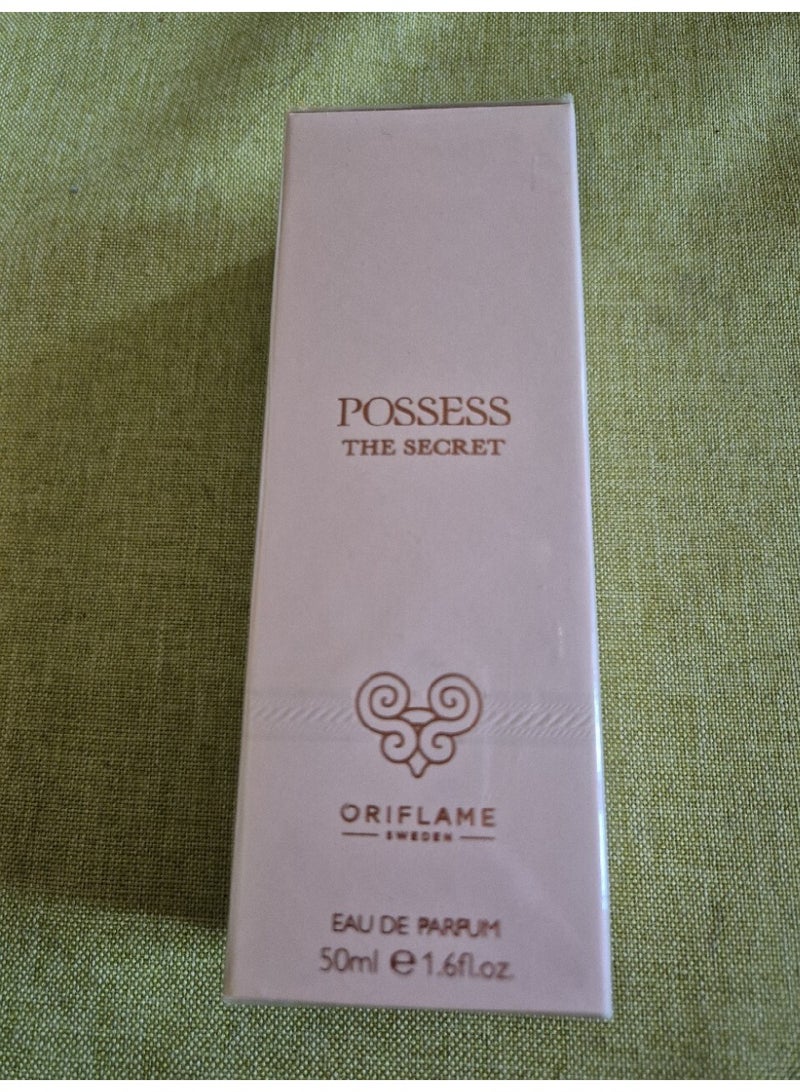 POSSESS
THE SECRET
ORIFLAME
SWEDEN
EAU DE PARFUM
50ml ℮ 1.6fl.oz.